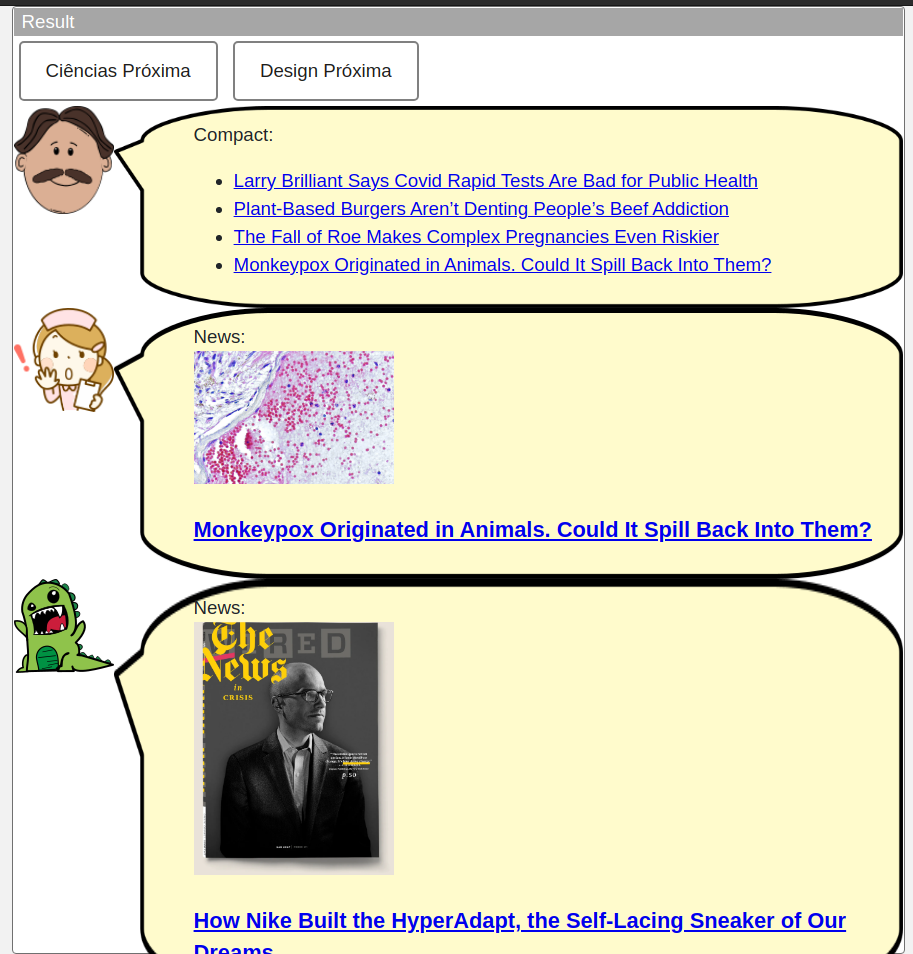 Result
Ciências Próxima
Design Próxima
Compact:
Larry Brilliant Says Covid Rapid Tests Are Bad for Public Health
Plant-Based Burgers Aren’t Denting People’s Beef Addiction
The Fall of Roe Makes Complex Pregnancies Even Riskier
Monkeypox Originated in Animals. Could It Spill Back Into Them?
News:
Monkeypox Originated in Animals. Could It Spill Back Into Them?
News:
The
RED
News
in
CRISIS
How Nike Built the HyperAdapt, the Self-Lacing Sneaker of Our
Dreams